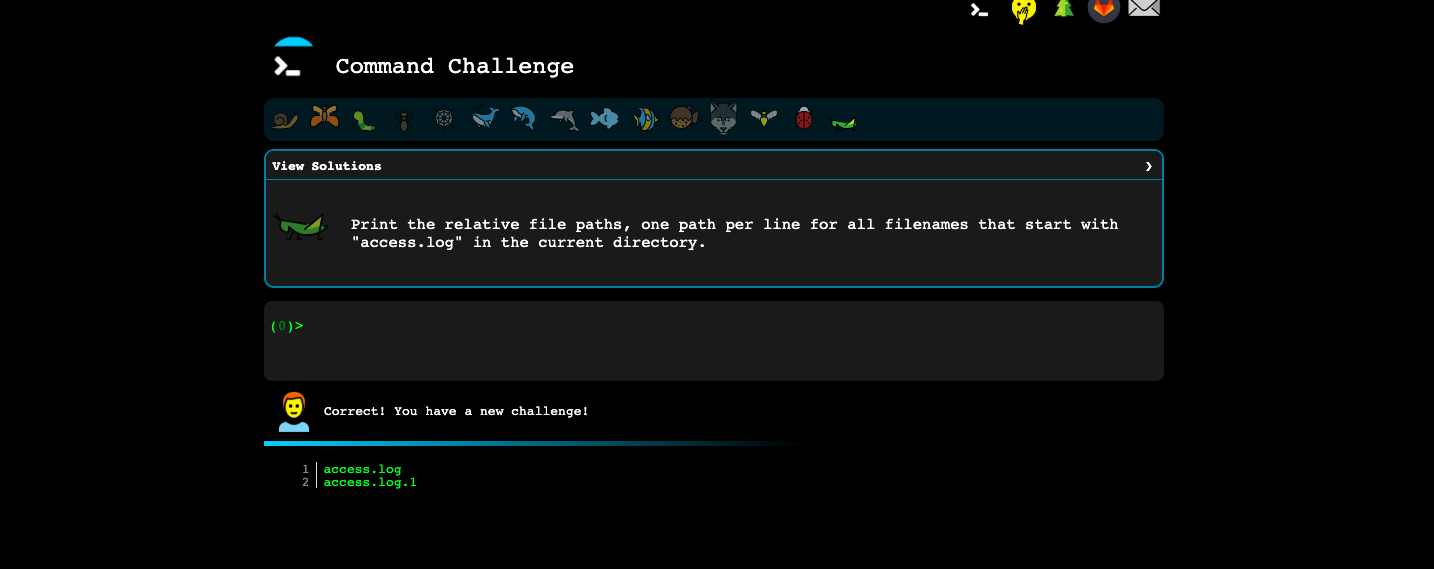 Command Challenge
View Solutions ❯
Print the relative file paths, one path per line for all filenames that start with
"access.log" in the current directory.
(0)>
Correct! You have a new challenge!
1 access.log
2 access.log.1